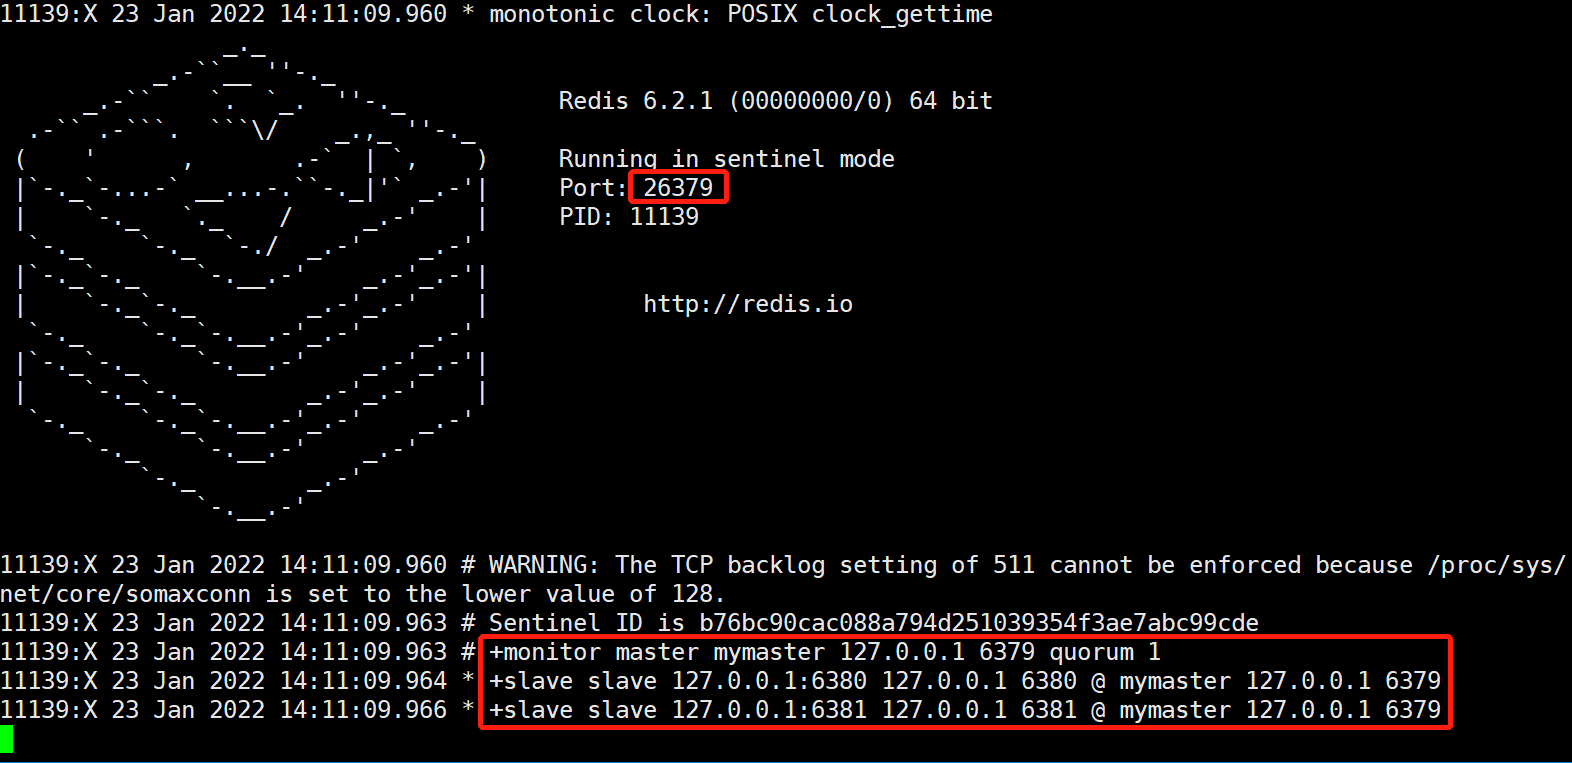 11139:X 23 Jan 2022 14:11:09.960 * monotonic clock: POSIX clock_gettime
Redis 6.2.1 (00000000/0) 64 bit
Running in sentinel mode
Port: 26379
PID: 11139
http://redis.io
11139:X 23 Jan 2022 14:11:09.960 # WARNING: The TCP backlog setting of 511 cannot be enforced because /proc/sys/
net/core/somaxconn is set to the lower value of 128.
11139:X 23 Jan 2022 14:11:09.963 # Sentinel ID is b76bc90cac088a794d251039354f3ae7abc99cde
11139:X 23 Jan 2022 14:11:09.963 # +monitor master mymaster 127.0.0.1 6379 quorum 1
11139:X 23 Jan 2022 14:11:09.964 * +slave slave 127.0.0.1:6380 127.0.0.1 6380 @ mymaster 127.0.0.1 6379
11139:X 23 Jan 2022 14:11:09.966 * +slave slave 127.0.0.1:6381 127.0.0.1 6381 @ mymaster 127.0.0.1 6379